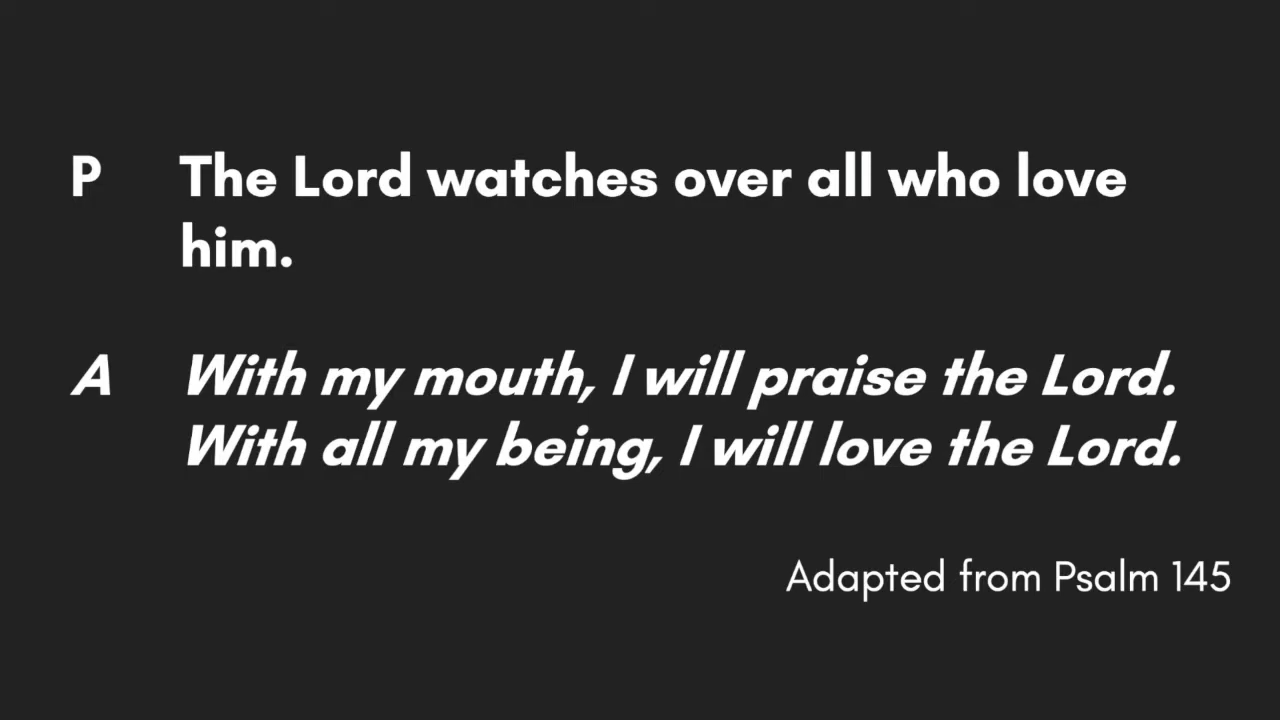 P The Lord watches over all who love
him.
A With my mouth, I will praise the Lord.
With all my being, I will love the Lord.
Adapted from Psalm 145